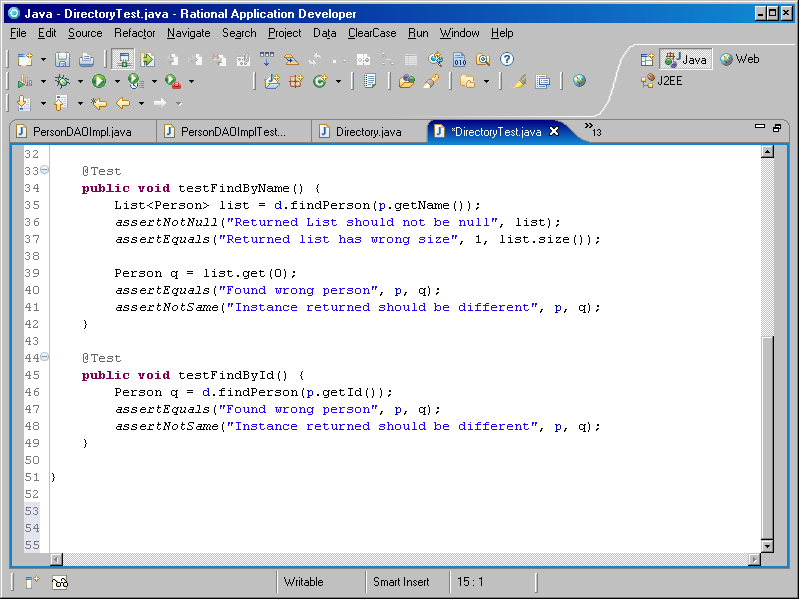 Java - DirectoryTest.java - Rational Application Developer
File Edit Source Refactor Navigate Search Project Data ClearCase Run Window Help
Java Web
J2EE
PersonDAOImpl.java PersonDAOImplTest... Directory.java *DirectoryTest.java »13
32
33 @Test
34 public void testFindByName() {
35 List<Person> list = d.findPerson(p.getName());
36 assertNotNull("Returned List should not be null", list);
37 assertEquals("Returned list has wrong size", 1, list.size());
38
39 Person q = list.get(0);
40 assertEquals("Found wrong person", p, q);
41 assertNotSame("Instance returned should be different", p, q);
42 }
43
44 @Test
45 public void testFindById() {
46 Person q = d.findPerson(p.getId());
47 assertEquals("Found wrong person", p, q);
48 assertNotSame("Instance returned should be different", p, q);
49 }
50
51 }
52
53
54
55
Writable Smart Insert 15 : 1